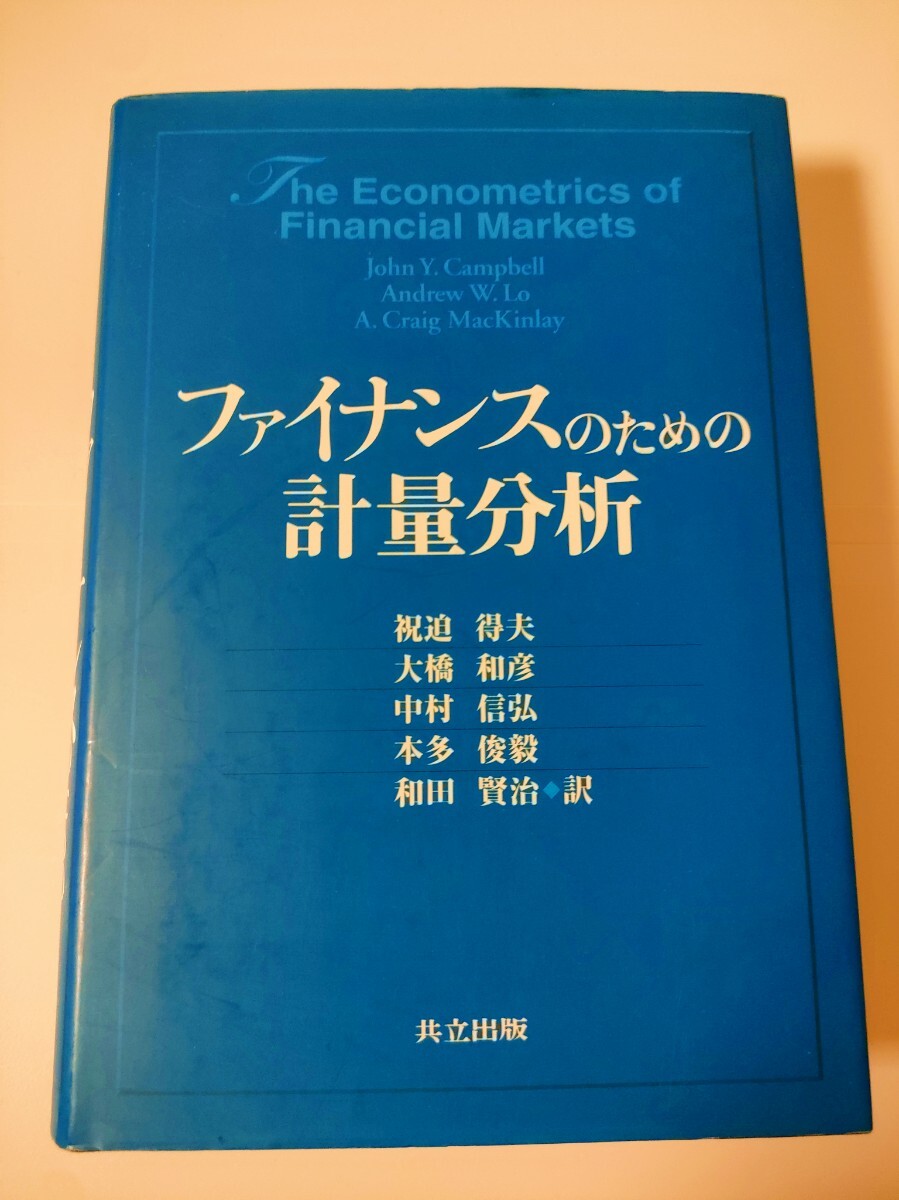 The Econometrics of
Financial Markets
John Y. Campbell
Andrew W. Lo
A. Craig MacKinlay
ファイナンスのための
計量分析
祝迫 得夫
大橋 和彦
中村 信弘
本多 俊毅
和田 賢治◆訳
共立出版